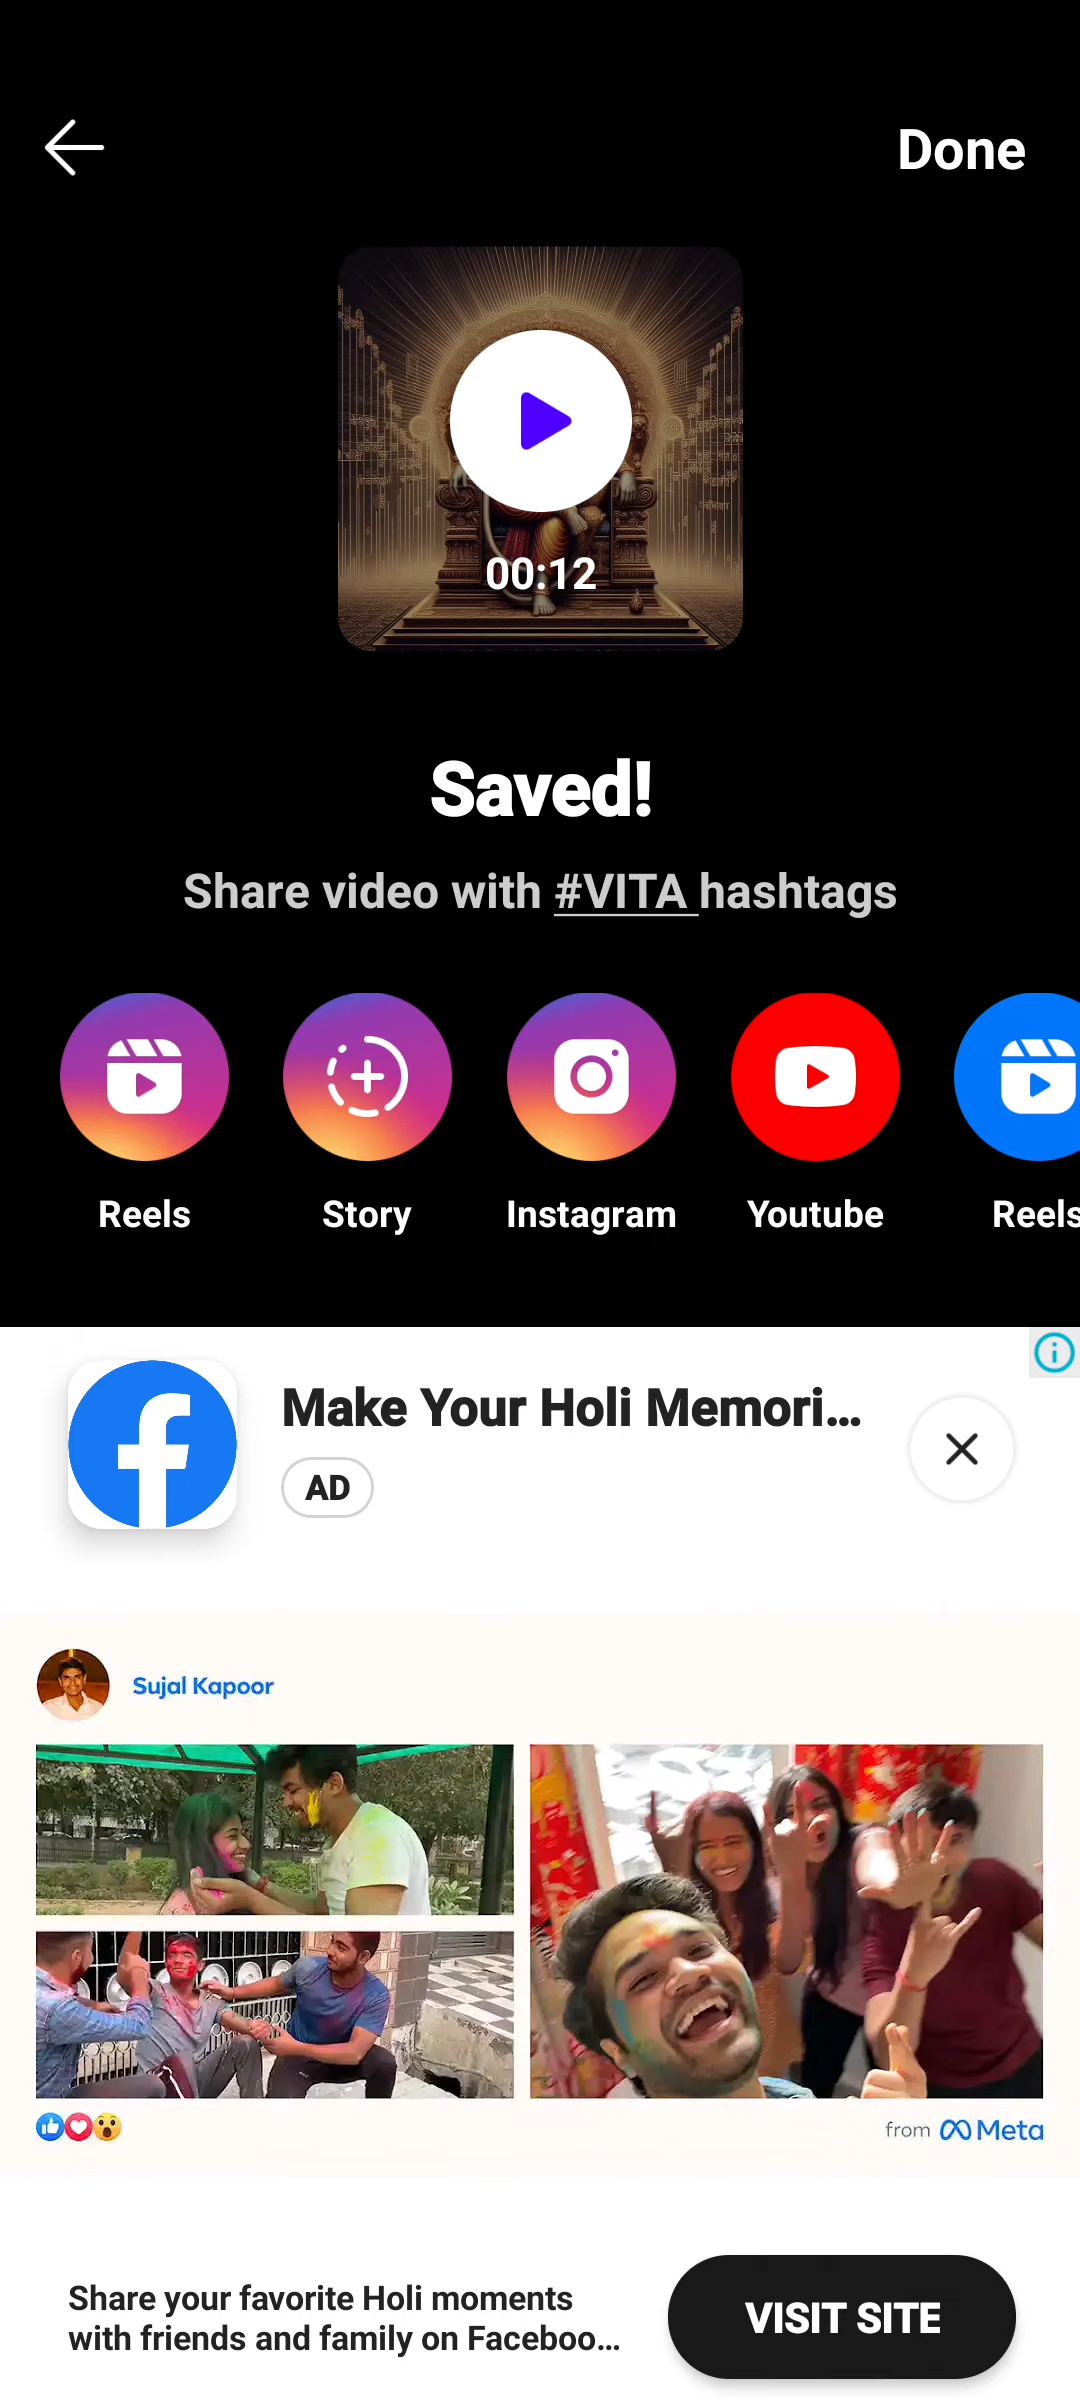 Done
00:12
Saved!
Share video with #VITA hashtags
Reels
Story
Instagram
Youtube
Reels
Make Your Holi Memori...
AD
Sujal Kapoor
from Meta
Share your favorite Holi moments
with friends and family on Faceboo...
VISIT SITE